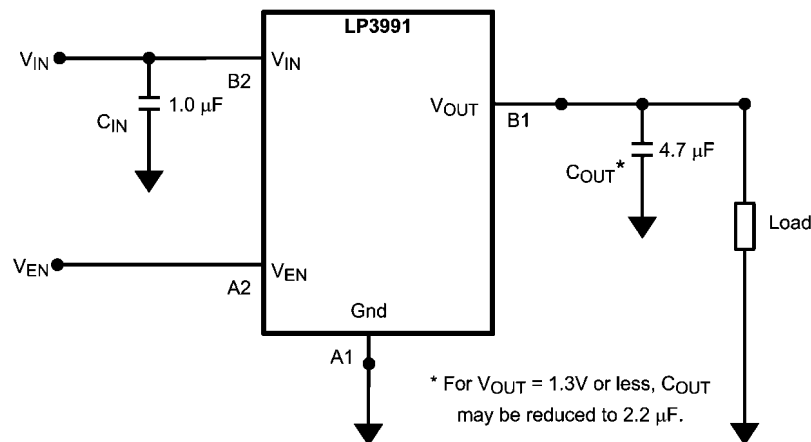 LP3991
VIN
B2
VIN
1.0 µF
CIN
VOUT
B1
4.7 µF
COUT*
Load
VEN
A2
VEN
Gnd
A1
* For VOUT = 1.3V or less, COUT
may be reduced to 2.2 µF.